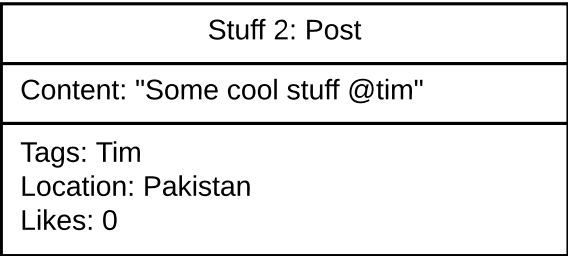 Stuff 2: Post
Content: "Some cool stuff @tim"
Tags: Tim
Location: Pakistan
Likes: 0